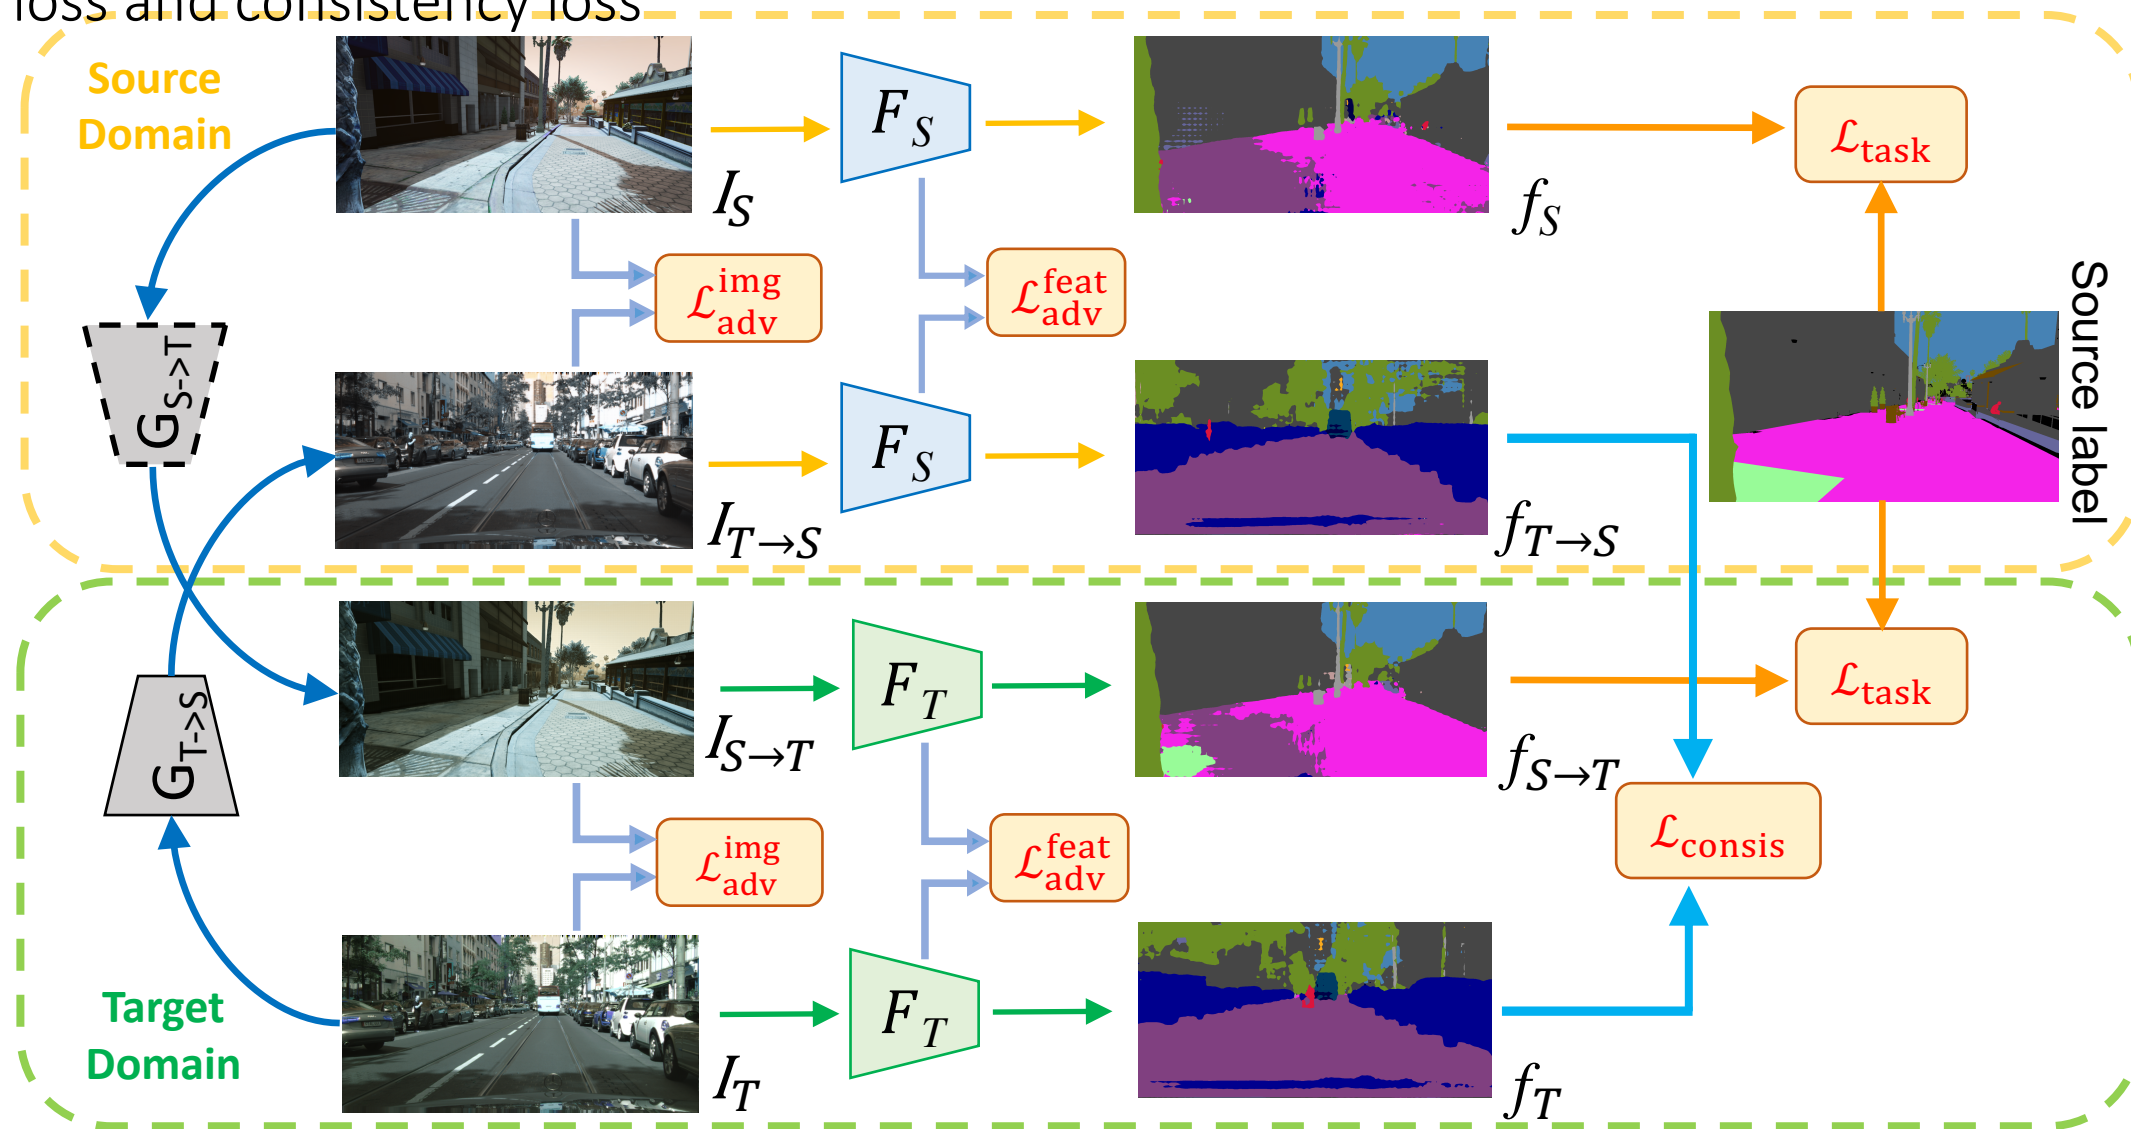 loss and consistency loss
Source
Domain
I_S
F_S
f_S
ℒ_task
ℒ_adv^img
ℒ_adv^feat
G_S->T
Source label
I_T→S
F_S
f_T→S
I_S→T
F_T
f_S→T
ℒ_task
G_T->S
ℒ_consis
ℒ_adv^img
ℒ_adv^feat
Target
Domain
I_T
F_T
f_T